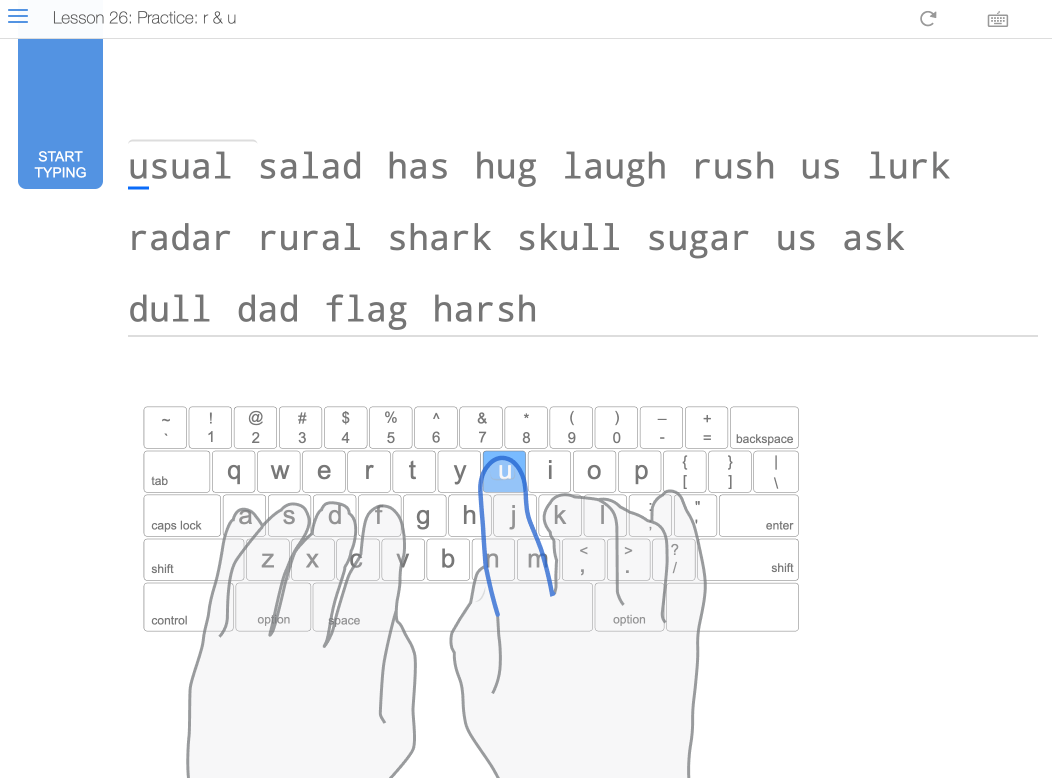 Lesson 26: Practice: r & u
START
TYPING
usual salad has hug laugh rush us lurk
radar rural shark skull sugar us ask
dull dad flag harsh
~ ! @ # $ % ^ & * ( ) – +
` 1 2 3 4 5 6 7 8 9 0 - = backspace
tab q w e r t y u i o p { [ } ] | \
caps lock a s d f g h j k l : ; " ' enter
shift z x c v b n m < , > . ? / shift
control option space option